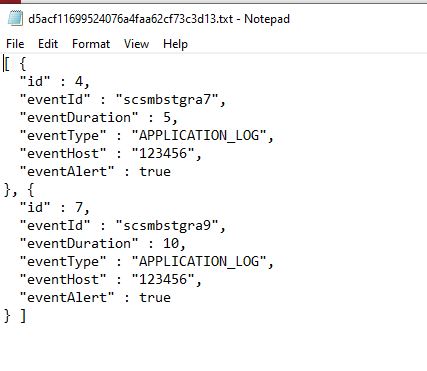 d5acf11699524076a4faa62cf73c3d13.txt - Notepad
File Edit Format View Help
[ {
  "id" : 4,
  "eventId" : "scsmbstgra7",
  "eventDuration" : 5,
  "eventType" : "APPLICATION_LOG",
  "eventHost" : "123456",
  "eventAlert" : true
}, {
  "id" : 7,
  "eventId" : "scsmbstgra9",
  "eventDuration" : 10,
  "eventType" : "APPLICATION_LOG",
  "eventHost" : "123456",
  "eventAlert" : true
} ]